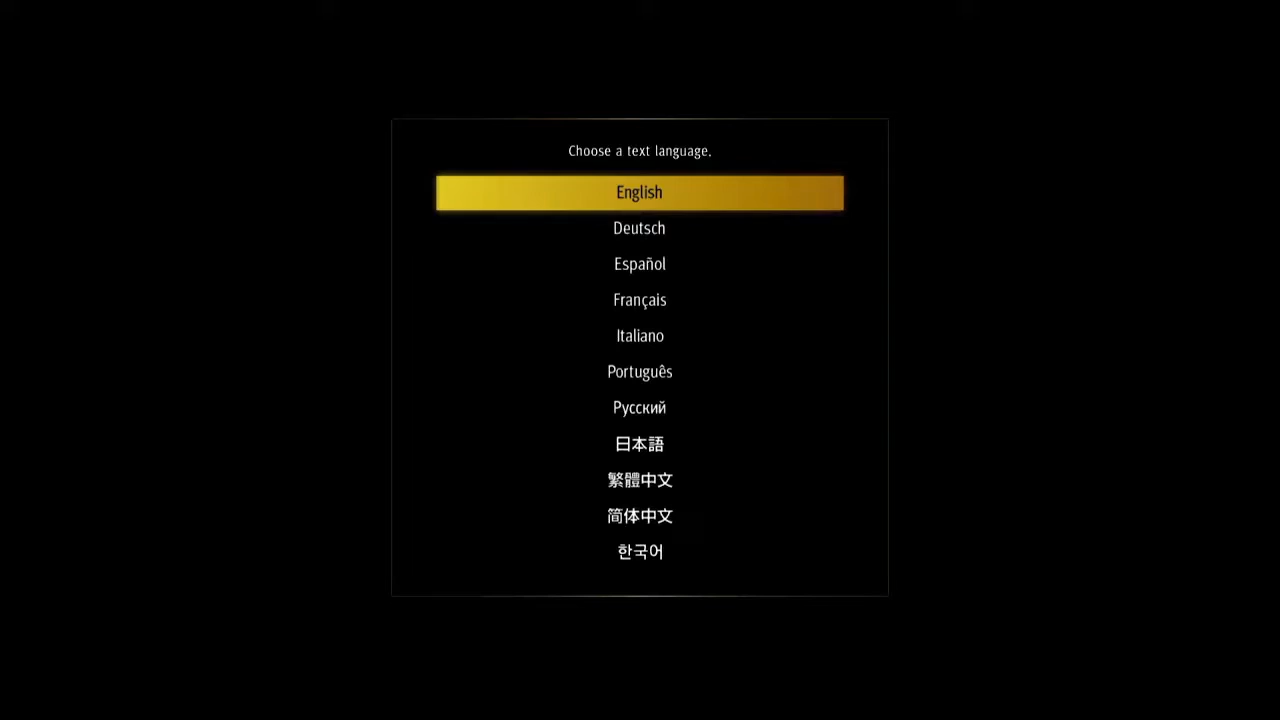 Choose a text language.
English
Deutsch
Español
Français
Italiano
Português
Русский
日本語
繁體中文
简体中文
한국어